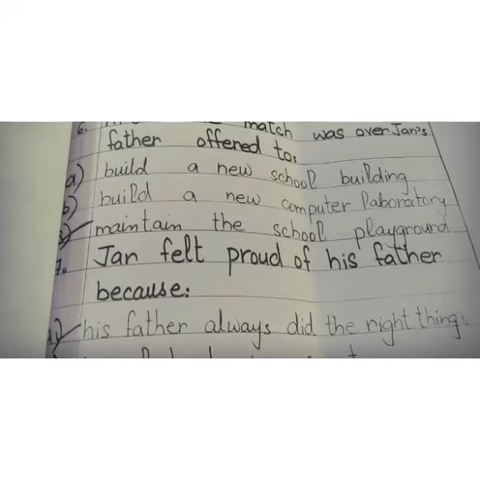 6. match was over Jan's
father offered to:
a) build a new school building
b) build a new computer laboratory
maintain the school playground
7. Jan felt proud of his father
because:
a) his father always did the right things